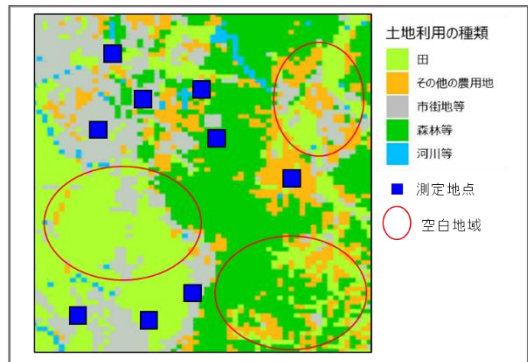 土地利用の種類
田
その他の農用地
市街地等
森林等
河川等
測定地点
空白地域